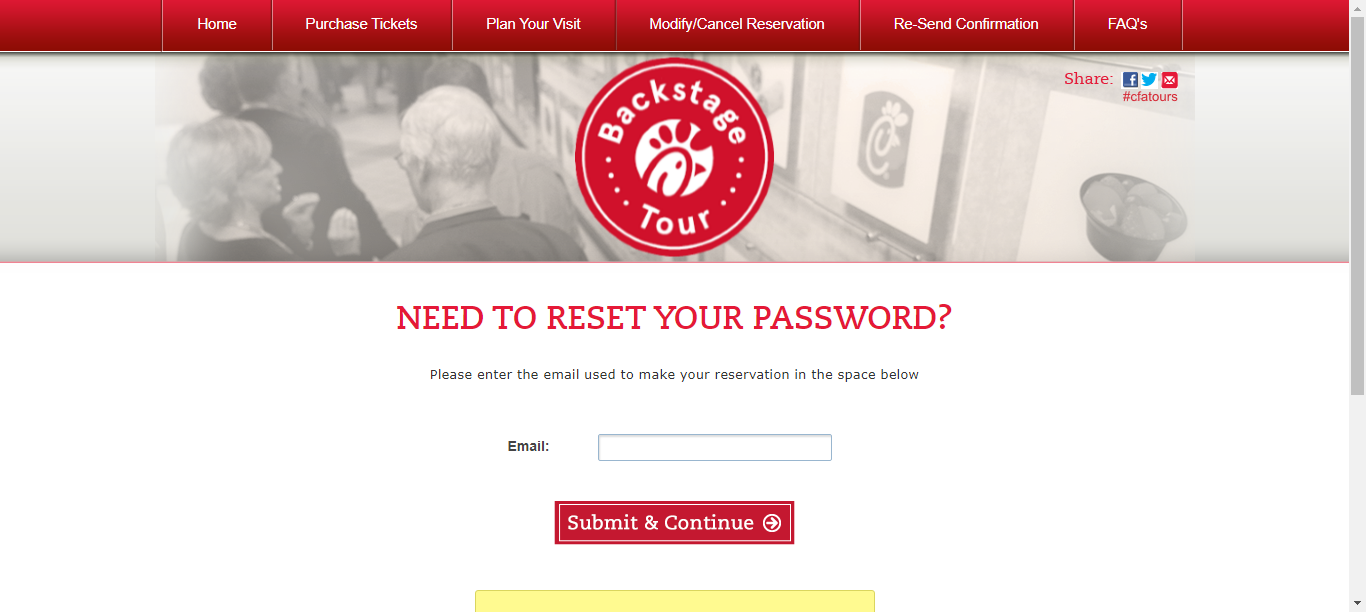 Home
Purchase Tickets
Plan Your Visit
Modify/Cancel Reservation
Re-Send Confirmation
FAQ's
Backstage
Tour
Share:
#cfatours
NEED TO RESET YOUR PASSWORD?
Please enter the email used to make your reservation in the space below
Email:
Submit & Continue